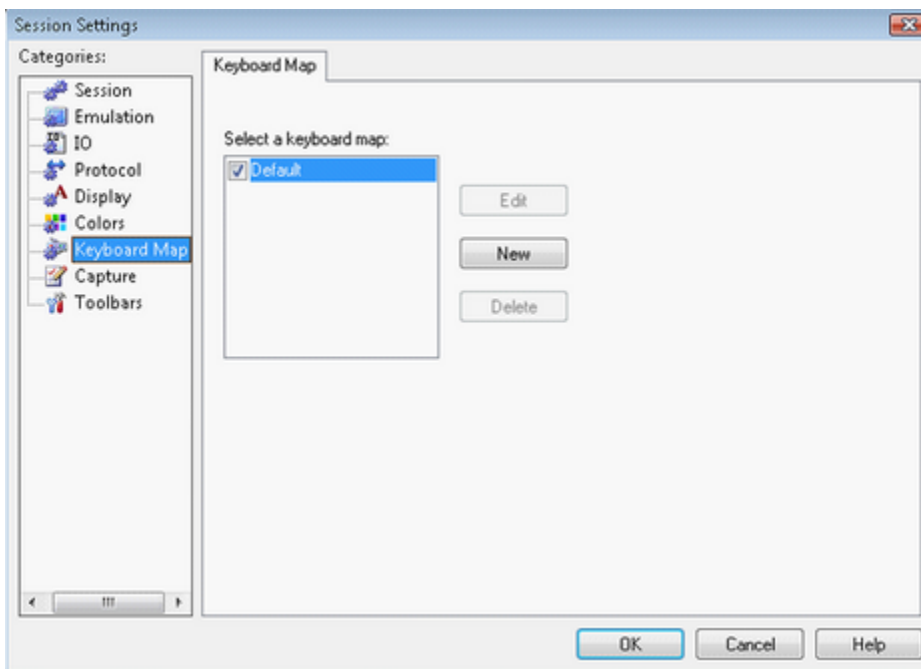 Session Settings
Categories:
Session
Emulation
IO
Protocol
Display
Colors
Keyboard Map
Capture
Toolbars
Keyboard Map
Select a keyboard map:
Default
Edit
New
Delete
OK
Cancel
Help